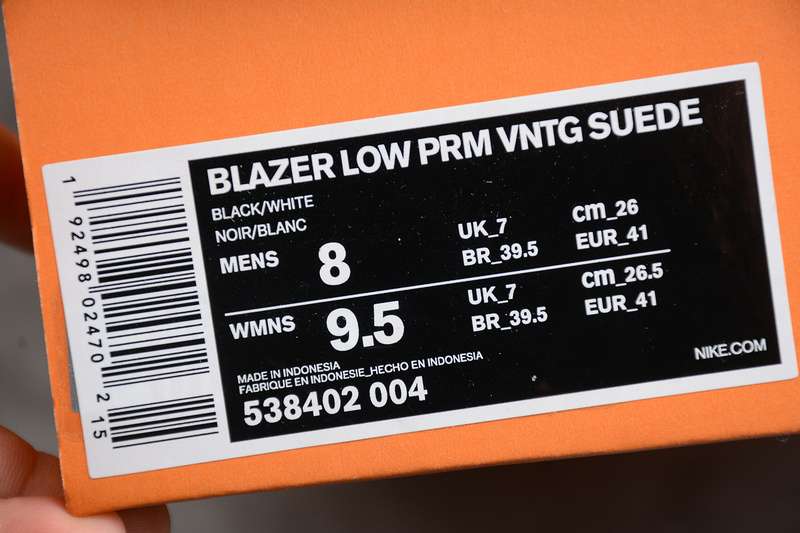 BLAZER LOW PRM VNTG SUEDE
BLACK/WHITE
NOIR/BLANC
MENS 8 UK_7 cm_26
BR_39.5 EUR_41
WMNS 9.5 UK_7 cm_26.5
BR_39.5 EUR_41
MADE IN INDONESIA
FABRIQUE EN INDONESIE_HECHO EN INDONESIA
538402 004
NIKE.COM
1 92498 02470 2 15